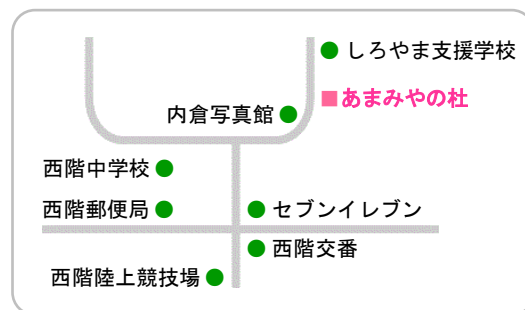 しろやま支援学校
あまみやの杜
内倉写真館
西階中学校
西階郵便局
セブンイレブン
西階交番
西階陸上競技場